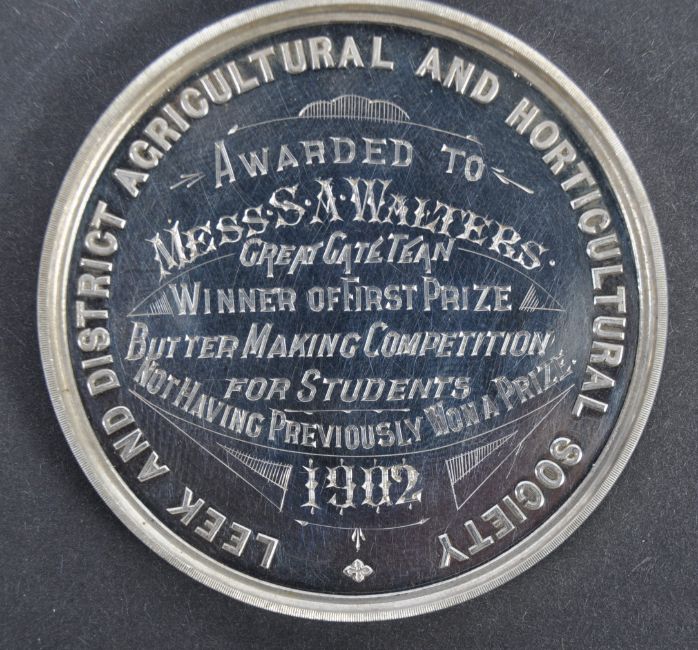 LEEK AND DISTRICT AGRICULTURAL AND HORTICULTURAL SOCIETY
AWARDED TO
MESS·S·A·WALTERS·
GREAT GATE TEAN
WINNER OF FIRST PRIZE
BUTTER MAKING COMPETITION
FOR STUDENTS
NOT HAVING PREVIOUSLY WON A PRIZE.
1902